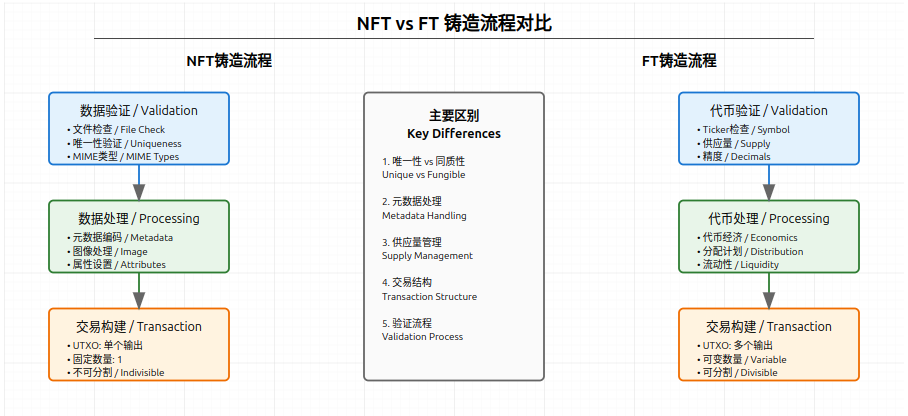 NFT vs FT 铸造流程对比
NFT铸造流程
数据验证 / Validation
• 文件检查 / File Check
• 唯一性验证 / Uniqueness
• MIME类型 / MIME Types
数据处理 / Processing
• 元数据编码 / Metadata
• 图像处理 / Image
• 属性设置 / Attributes
交易构建 / Transaction
• UTXO: 单个输出
• 固定数量: 1
• 不可分割 / Indivisible
主要区别
Key Differences
1. 唯一性 vs 同质性
Unique vs Fungible
2. 元数据处理
Metadata Handling
3. 供应量管理
Supply Management
4. 交易结构
Transaction Structure
5. 验证流程
Validation Process
FT铸造流程
代币验证 / Validation
• Ticker检查 / Symbol
• 供应量 / Supply
• 精度 / Decimals
代币处理 / Processing
• 代币经济 / Economics
• 分配计划 / Distribution
• 流动性 / Liquidity
交易构建 / Transaction
• UTXO: 多个输出
• 可变数量 / Variable
• 可分割 / Divisible